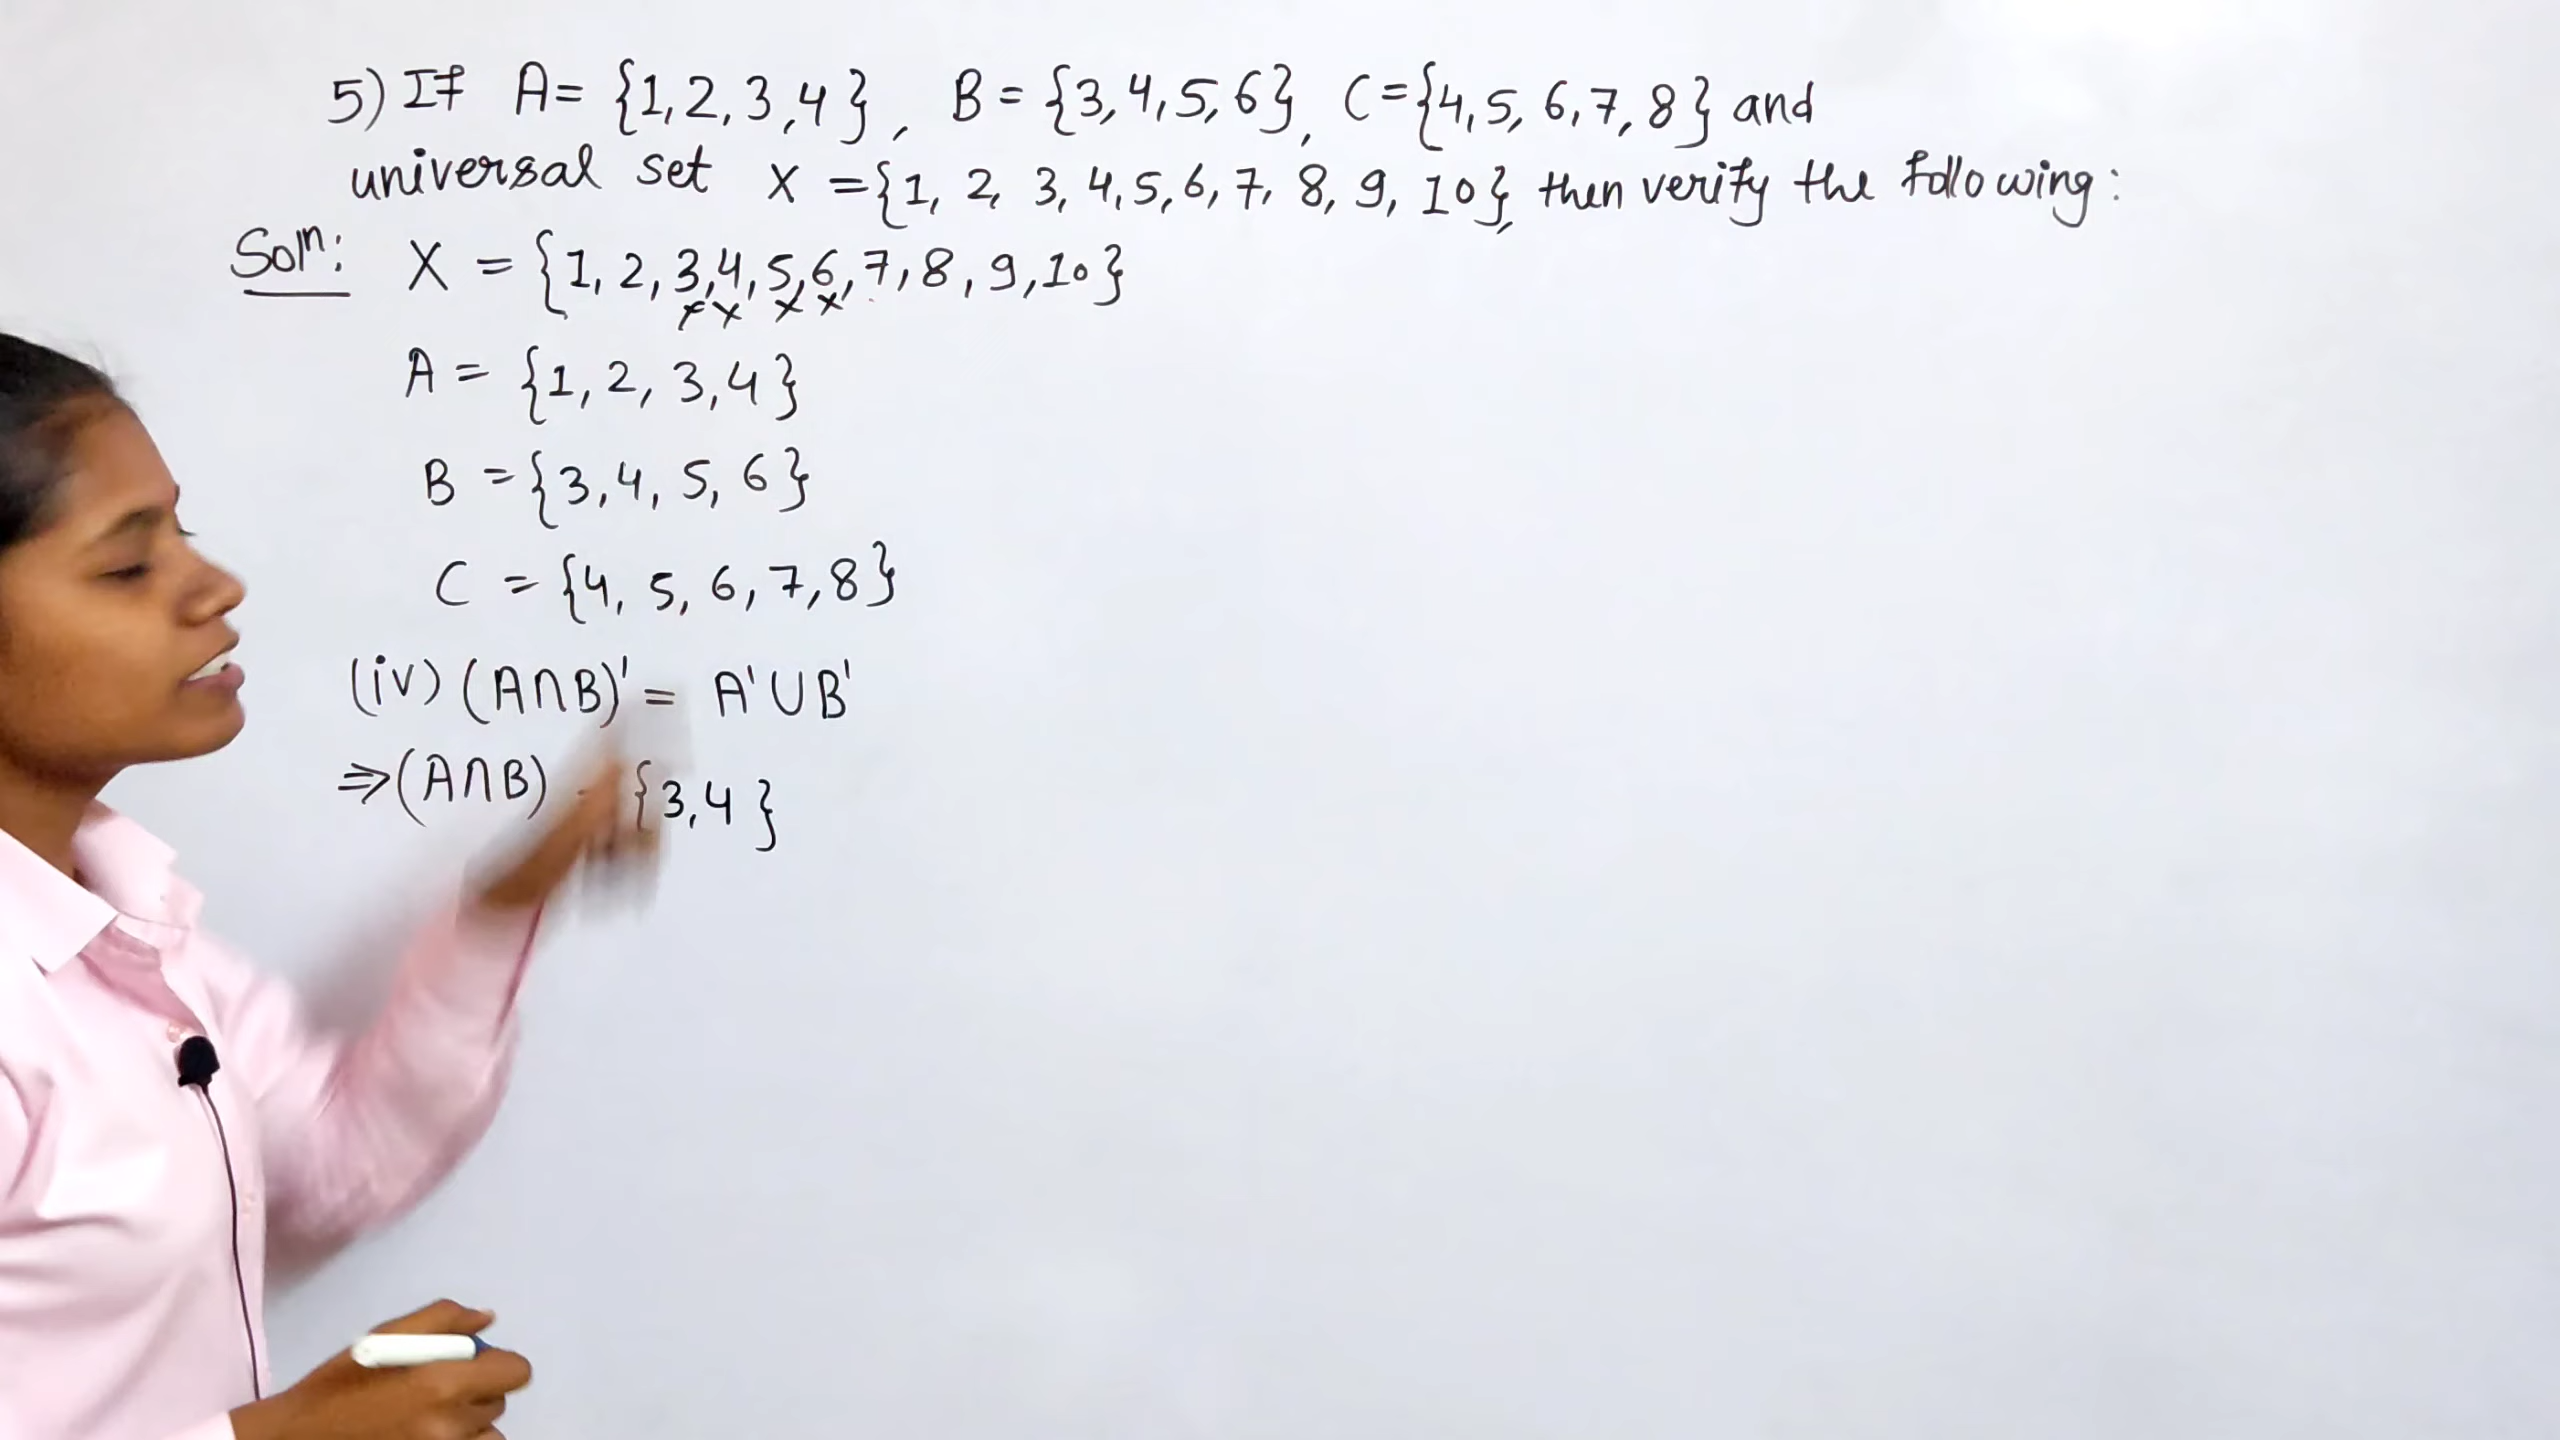 5) If A = {1, 2, 3, 4}, B = {3, 4, 5, 6}, C = {4, 5, 6, 7, 8} and
universal set X = {1, 2, 3, 4, 5, 6, 7, 8, 9, 10}, then verify the following:
Solⁿ: X = {1, 2, 3, 4, 5, 6, 7, 8, 9, 10}
x x x x
A = {1, 2, 3, 4}
B = {3, 4, 5, 6}
C = {4, 5, 6, 7, 8}
(iv) (A∩B)' = A'∪B'
⇒ (A∩B) = {3, 4}